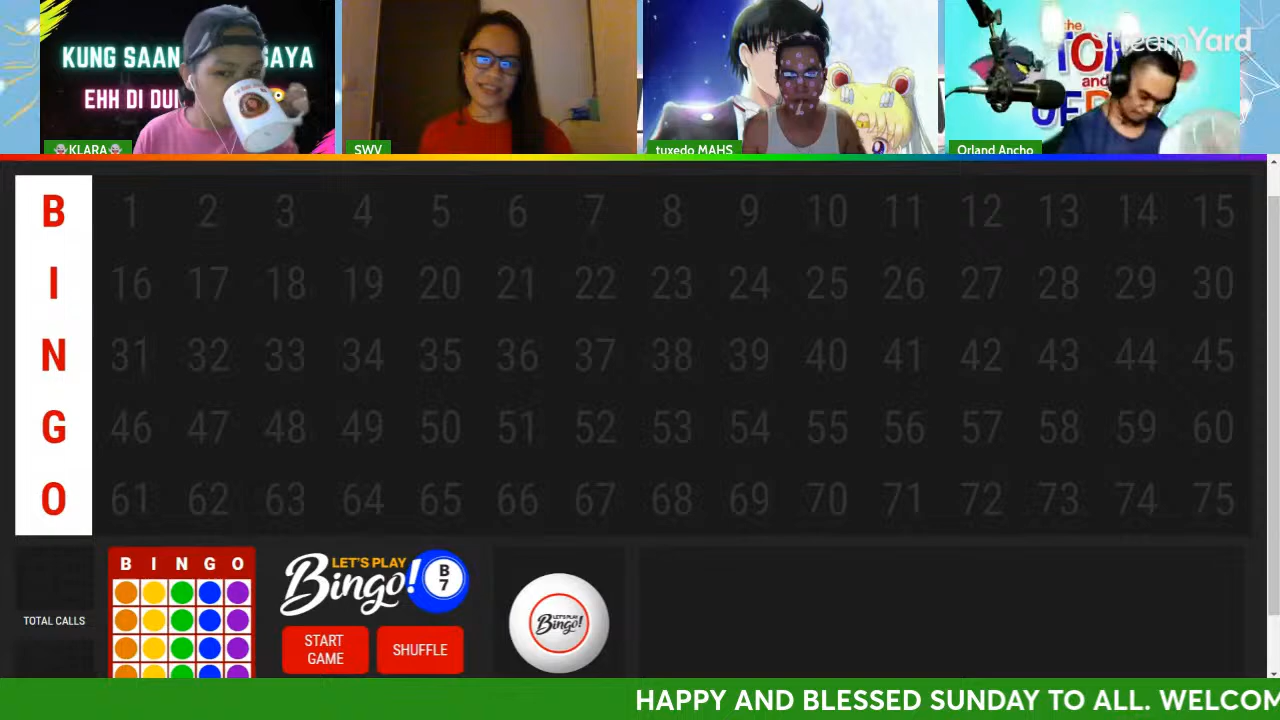 KUNG SAAN SAYA
EHH DI DU
StreamYard
the
TOM
and
👻KLARA👻
SWV
tuxedo MAHS
Orland Ancho
B 1 2 3 4 5 6 7 8 9 10 11 12 13 14 15
I 16 17 18 19 20 21 22 23 24 25 26 27 28 29 30
N 31 32 33 34 35 36 37 38 39 40 41 42 43 44 45
G 46 47 48 49 50 51 52 53 54 55 56 57 58 59 60
O 61 62 63 64 65 66 67 68 69 70 71 72 73 74 75
B I N G O
TOTAL CALLS
LET'S PLAY
Bingo!
B
7
START
GAME
SHUFFLE
LET'S PLAY
Bingo!
HAPPY AND BLESSED SUNDAY TO ALL. WELCOM